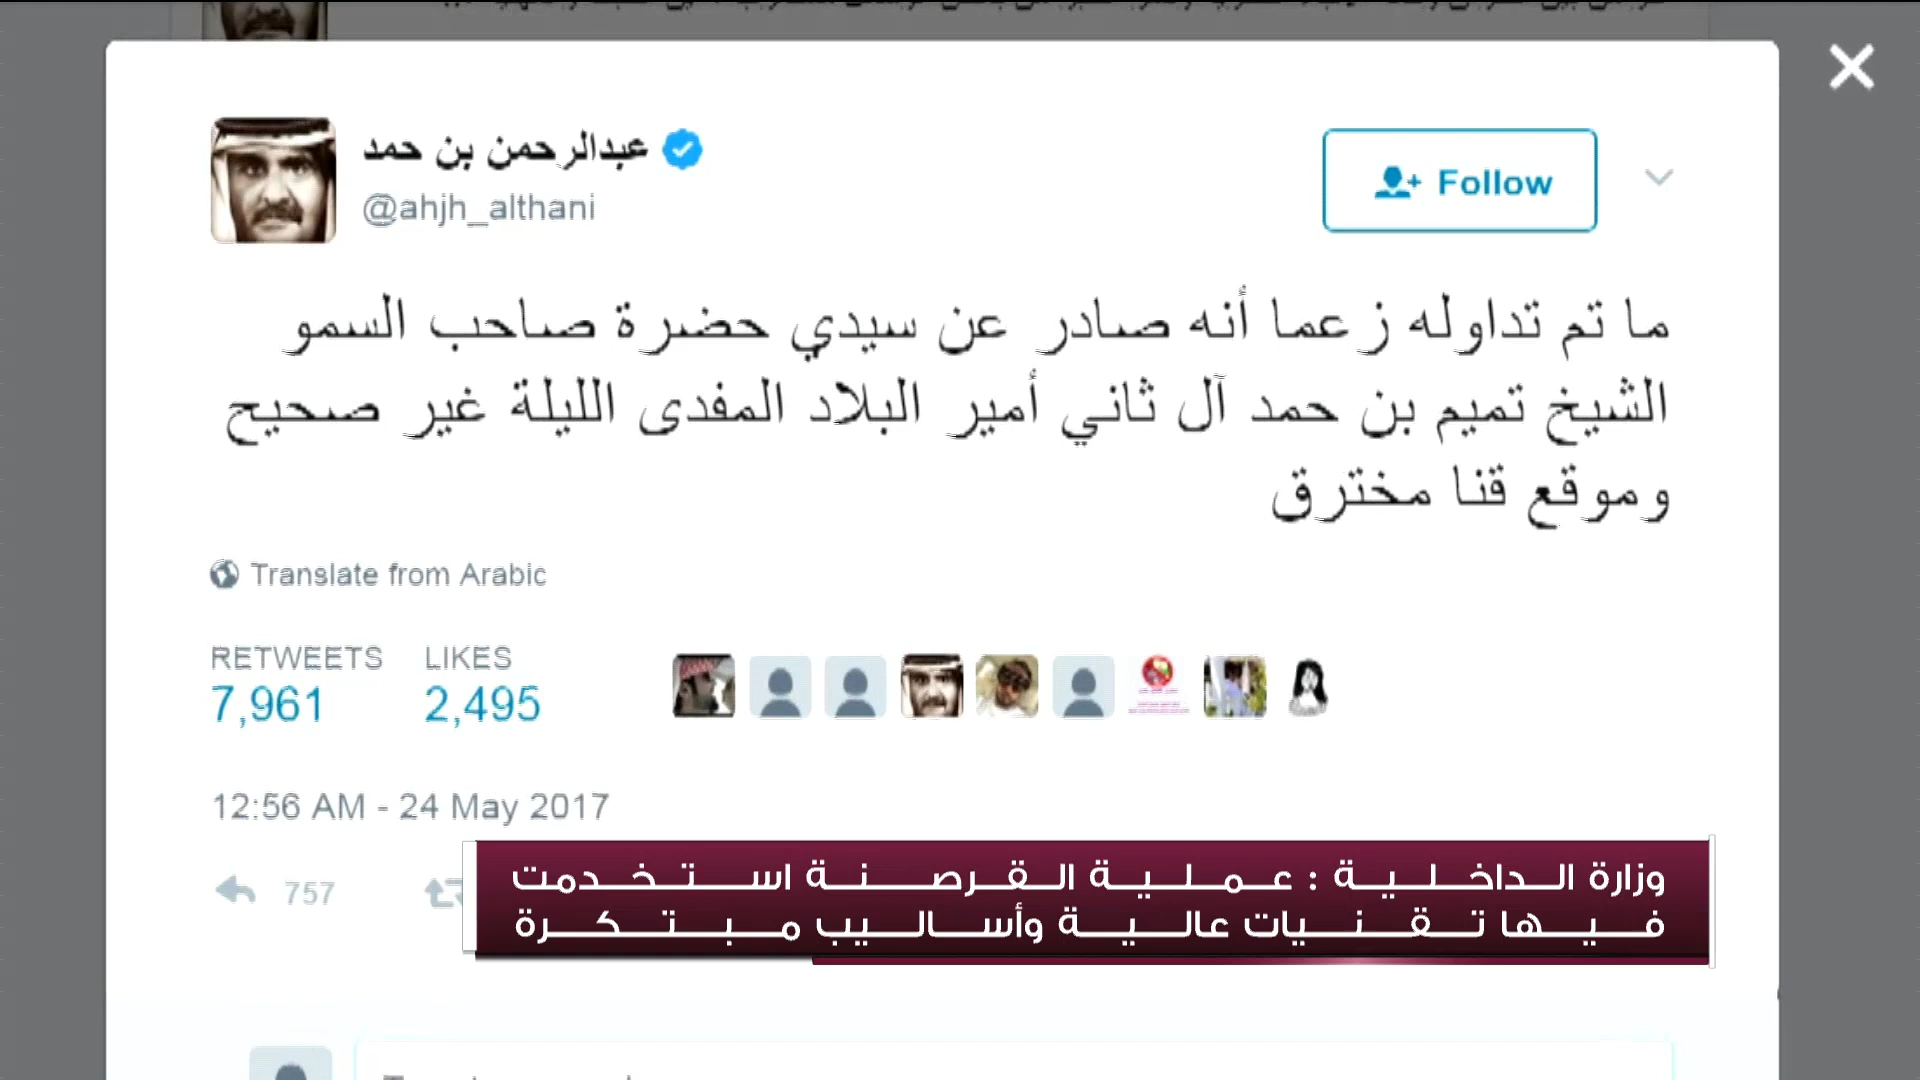 عبدالرحمن بن حمد
@ahjh_althani
Follow
ما تم تداوله زعما أنه صادر عن سيدي حضرة صاحب السمو
الشيخ تميم بن حمد آل ثاني أمير البلاد المفدى الليلة غير صحيح
وموقع قنا مخترق
Translate from Arabic
RETWEETS LIKES
7,961 2,495
12:56 AM - 24 May 2017
757
وزارة الداخلية : عملية القرصنة استخدمت
فيها تقنيات عالية وأساليب مبتكرة